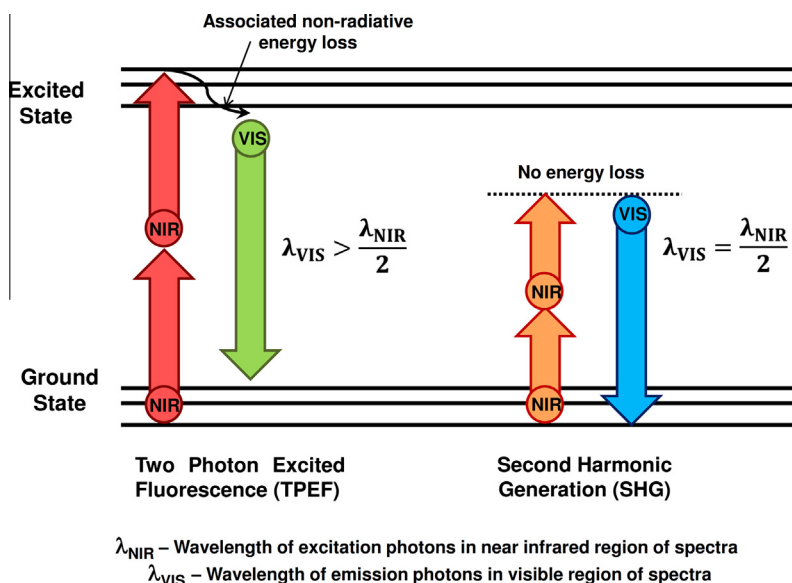 Associated non-radiative
energy loss
Excited
State
VIS
NIR
λVIS > λNIR/2
NIR
No energy loss
VIS
NIR
λVIS = λNIR/2
NIR
Ground
State
Two Photon Excited
Fluorescence (TPEF)
Second Harmonic
Generation (SHG)
λNIR – Wavelength of excitation photons in near infrared region of spectra
λVIS – Wavelength of emission photons in visible region of spectra